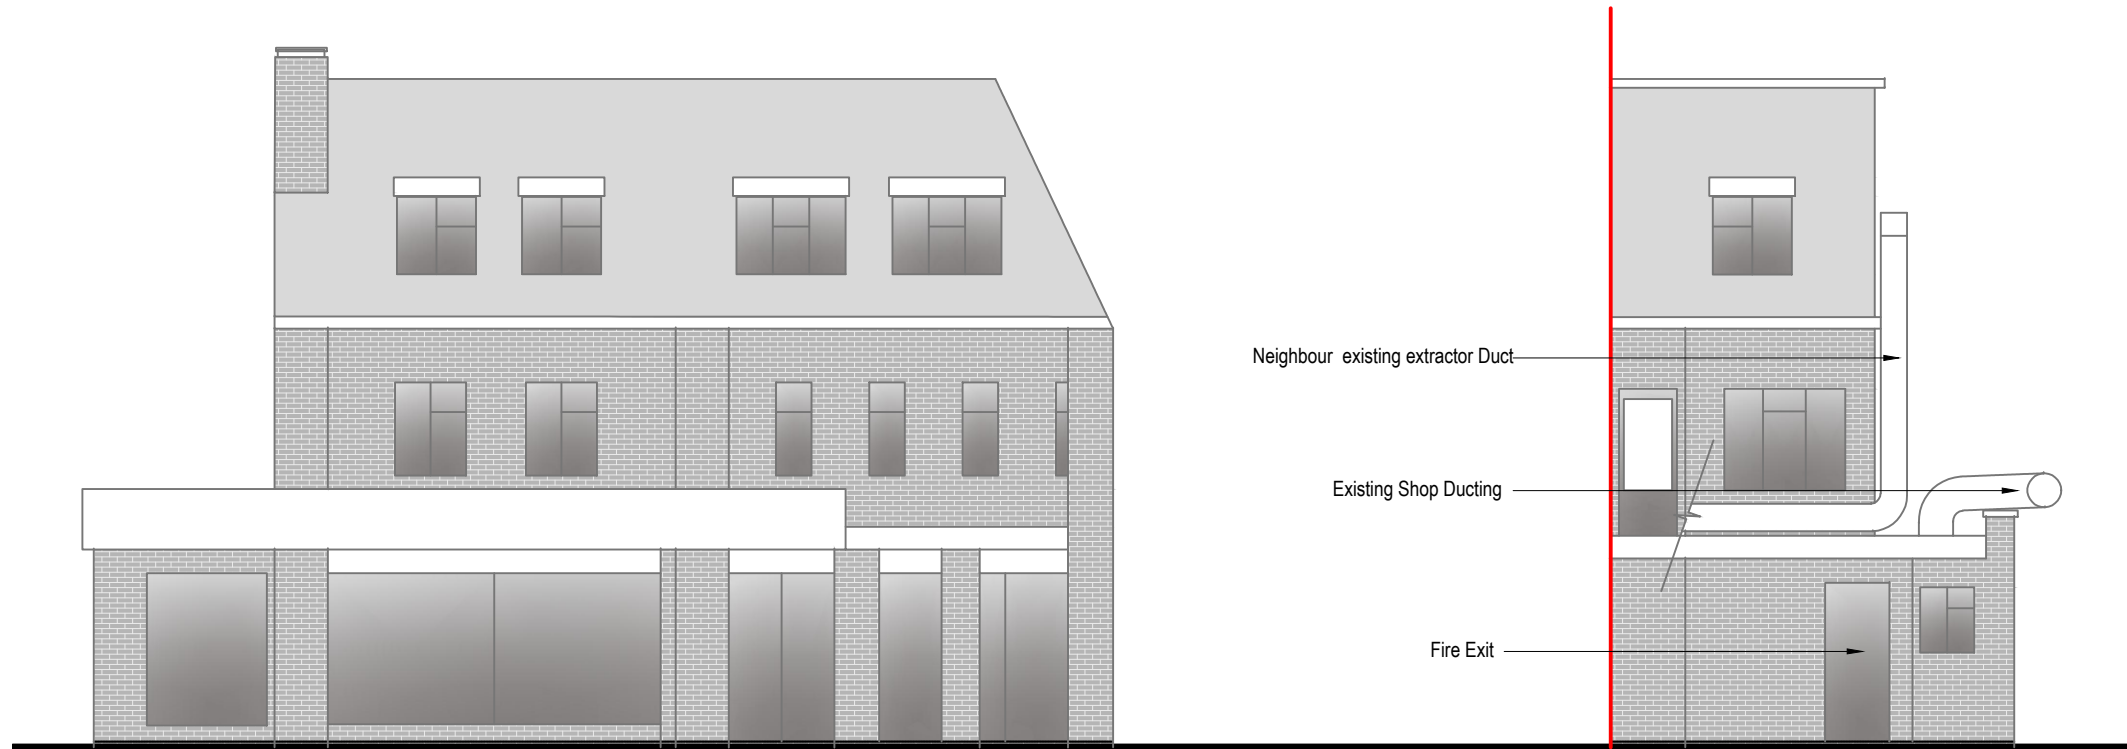 Neighbour existing extractor Duct
Existing Shop Ducting
Fire Exit